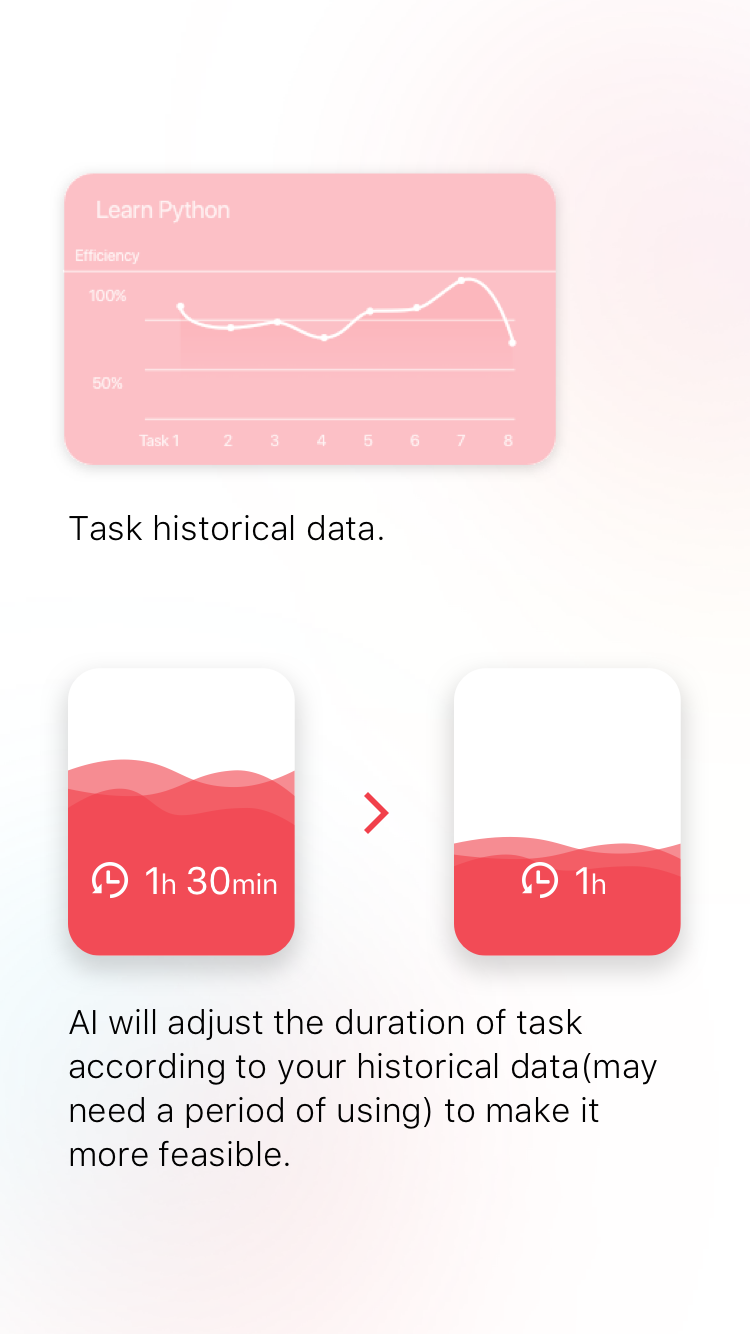 Learn Python
Efficiency
100%
50%
Task 1 2 3 4 5 6 7 8
Task historical data.
1h 30min
1h
AI will adjust the duration of task
according to your historical data(may
need a period of using) to make it
more feasible.